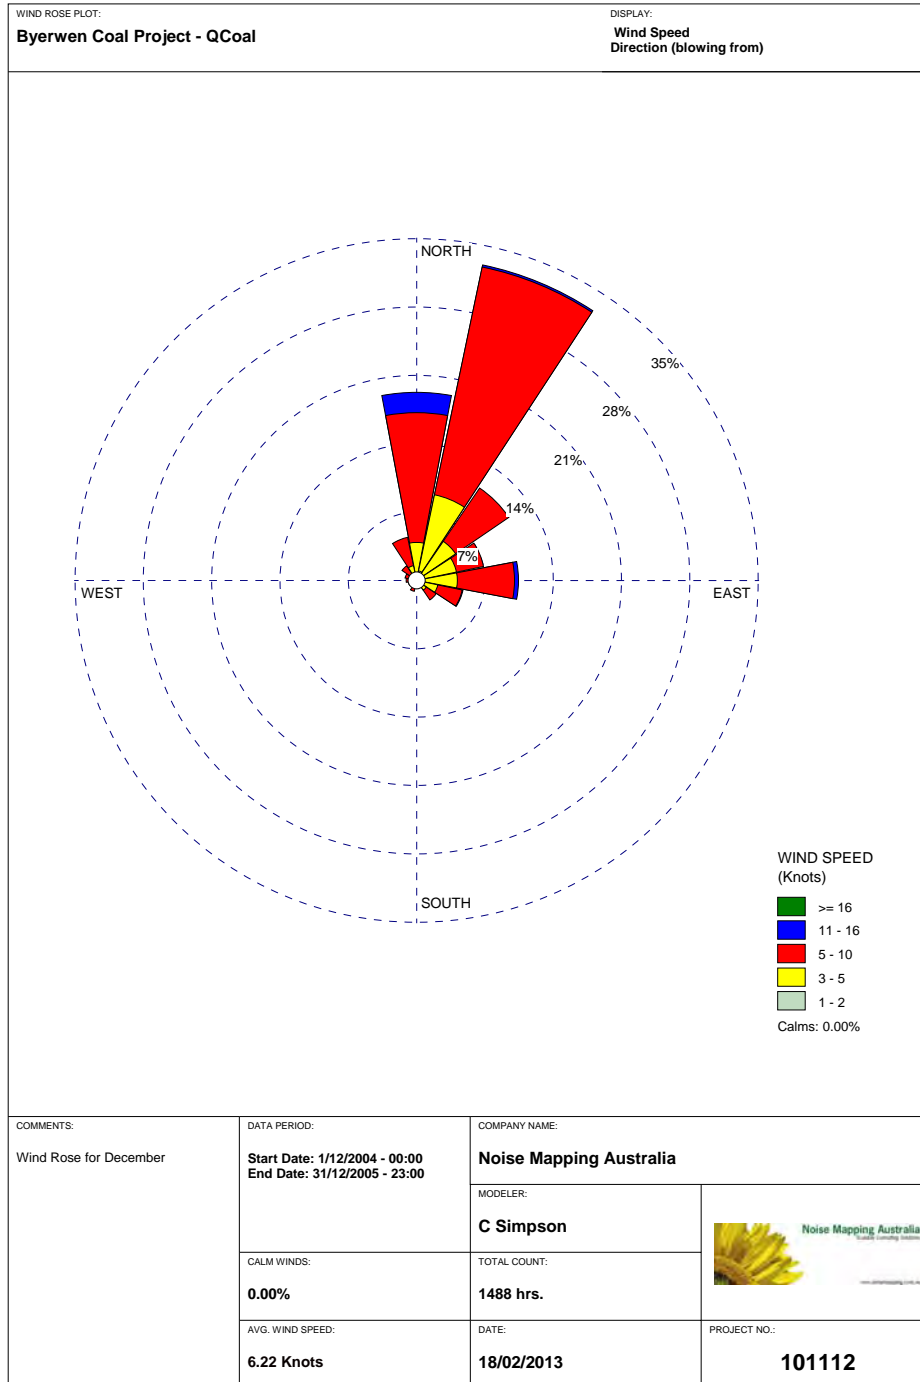 WIND ROSE PLOT:
Byerwen Coal Project - QCoal
DISPLAY:
Wind Speed
Direction (blowing from)
NORTH
35%
28%
21%
14%
7%
WEST
EAST
SOUTH
WIND SPEED
(Knots)
>= 16
11 - 16
5 - 10
3 - 5
1 - 2
Calms: 0.00%
COMMENTS:
Wind Rose for December
DATA PERIOD:
Start Date: 1/12/2004 - 00:00
End Date: 31/12/2005 - 23:00
COMPANY NAME:
Noise Mapping Australia
MODELER:
C Simpson
Noise Mapping Australia
CALM WINDS:
0.00%
TOTAL COUNT:
1488 hrs.
AVG. WIND SPEED:
6.22 Knots
DATE:
18/02/2013
PROJECT NO.:
101112